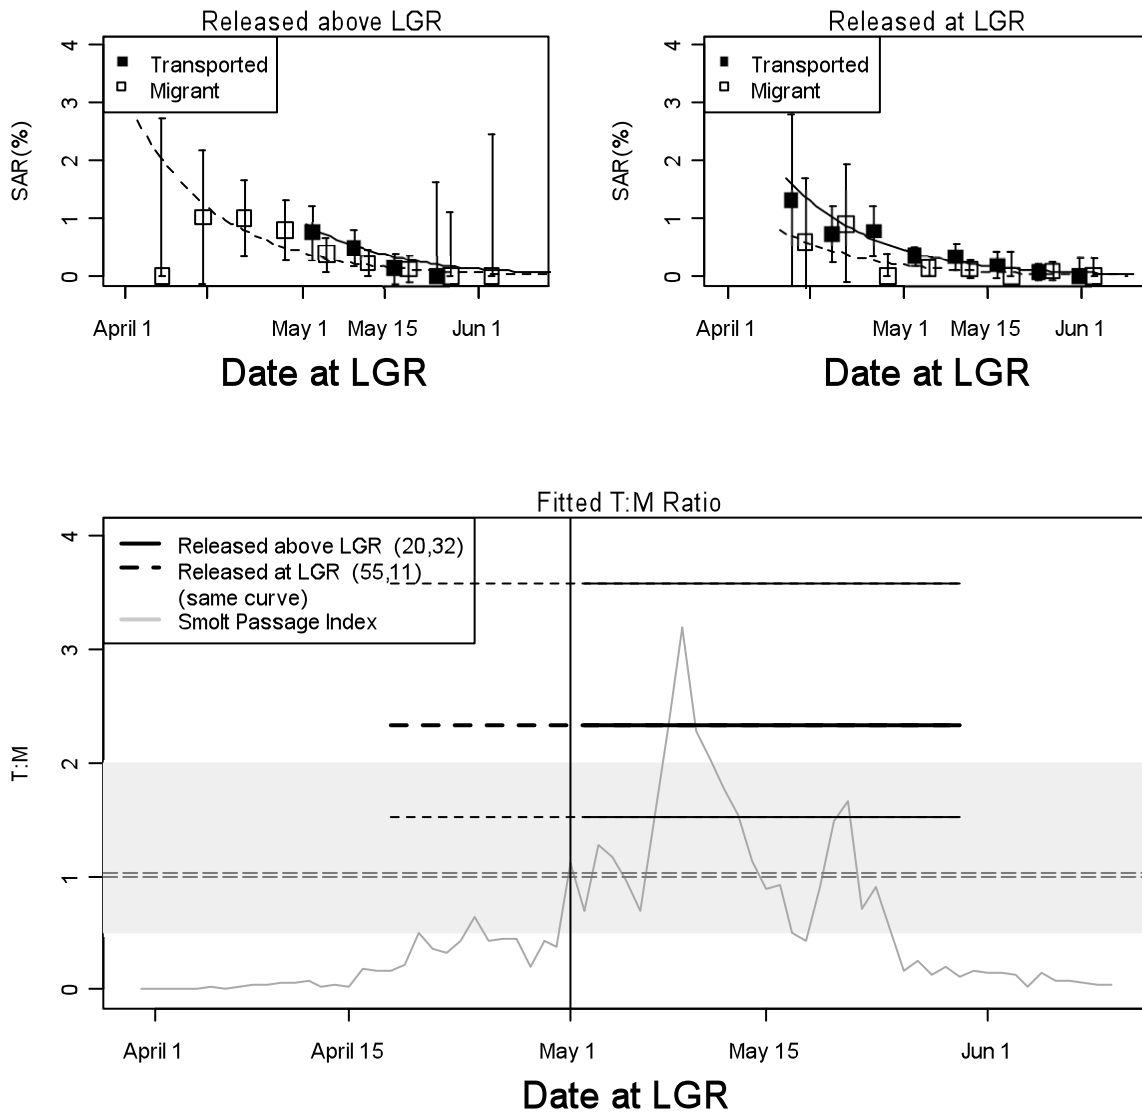 Released above LGR
SAR(%)
4
3
2
1
0
Transported
Migrant
April 1
May 1
May 15
Jun 1
Date at LGR
Released at LGR
SAR(%)
4
3
2
1
0
Transported
Migrant
April 1
May 1
May 15
Jun 1
Date at LGR
Fitted T:M Ratio
T:M
4
3
2
1
0
Released above LGR (20,32)
Released at LGR (55,11)
(same curve)
Smolt Passage Index
April 1
April 15
May 1
May 15
Jun 1
Date at LGR